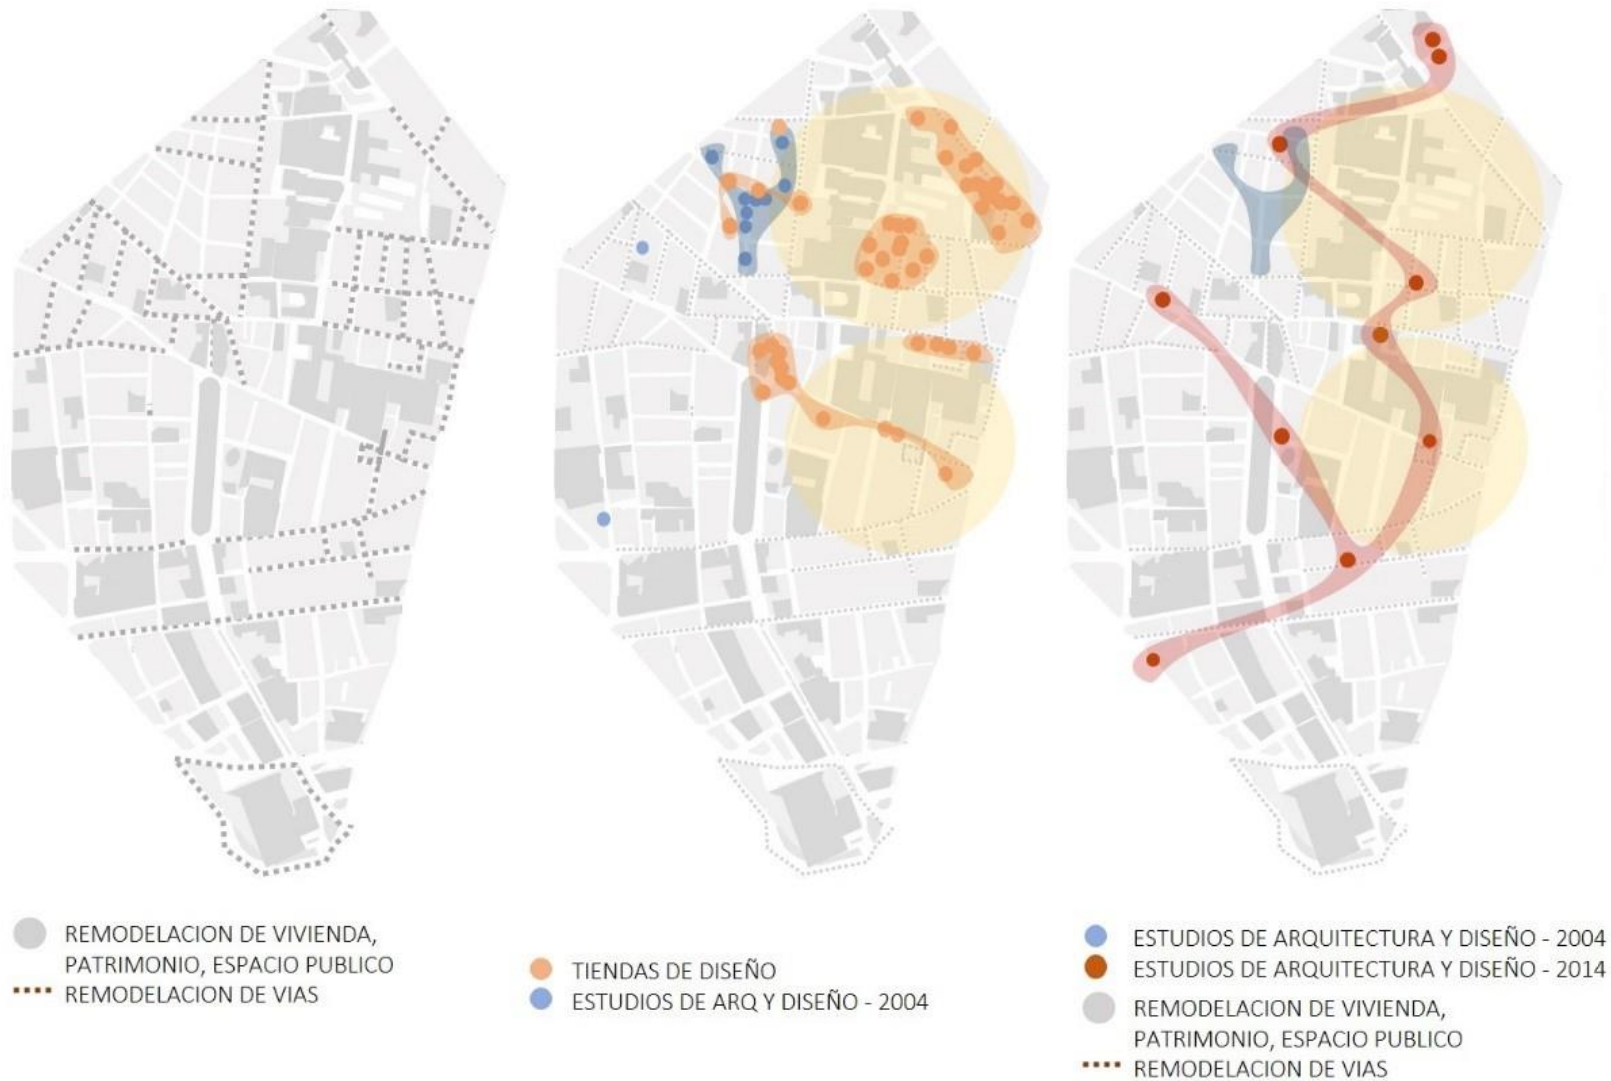 REMODELACION DE VIVIENDA,
PATRIMONIO, ESPACIO PUBLICO
REMODELACION DE VIAS
TIENDAS DE DISEÑO
ESTUDIOS DE ARQ Y DISEÑO - 2004
ESTUDIOS DE ARQUITECTURA Y DISEÑO - 2004
ESTUDIOS DE ARQUITECTURA Y DISEÑO - 2014
REMODELACION DE VIVIENDA,
PATRIMONIO, ESPACIO PUBLICO
REMODELACION DE VIAS